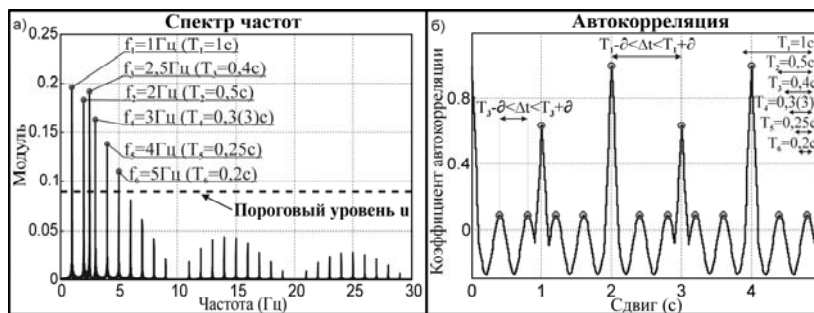 а)
Спектр частот
f₁=1Гц (T₁=1с)
f₃=2,5Гц (T₃=0,4с)
f₂=2Гц (T₂=0,5с)
f₄=3Гц (T₄=0,3(3)с)
f₅=4Гц (T₅=0,25с)
f₆=5Гц (T₆=0,2с)
Пороговый уровень u
Модуль
0.25
0.2
0.15
0.1
0.05
0
0 5 10 15 20 25 30
Частота (Гц)
б)
Автокорреляция
T₁-∂<Δt<T₁+∂
T₃-∂<Δt<T₃+∂
T₁=1с
T₂=0,5с
T₃=0,4с
T₄=0,3(3)
T₅=0,25с
T₆=0,2с
Коэффициент автокорреляции
0.8
0.4
0
0 1 2 3 4
Сдвиг (с)